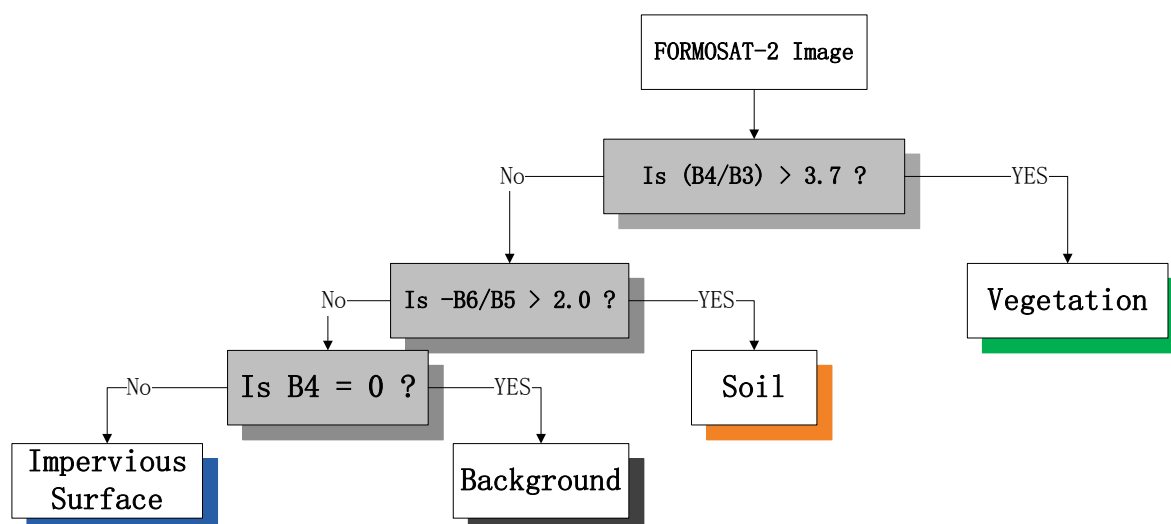 FORMOSAT-2 Image
Is (B4/B3) > 3.7 ?
No
YES
Is -B6/B5 > 2.0 ?
Vegetation
No
YES
Is B4 = 0 ?
Soil
No
YES
Impervious
Surface
Background